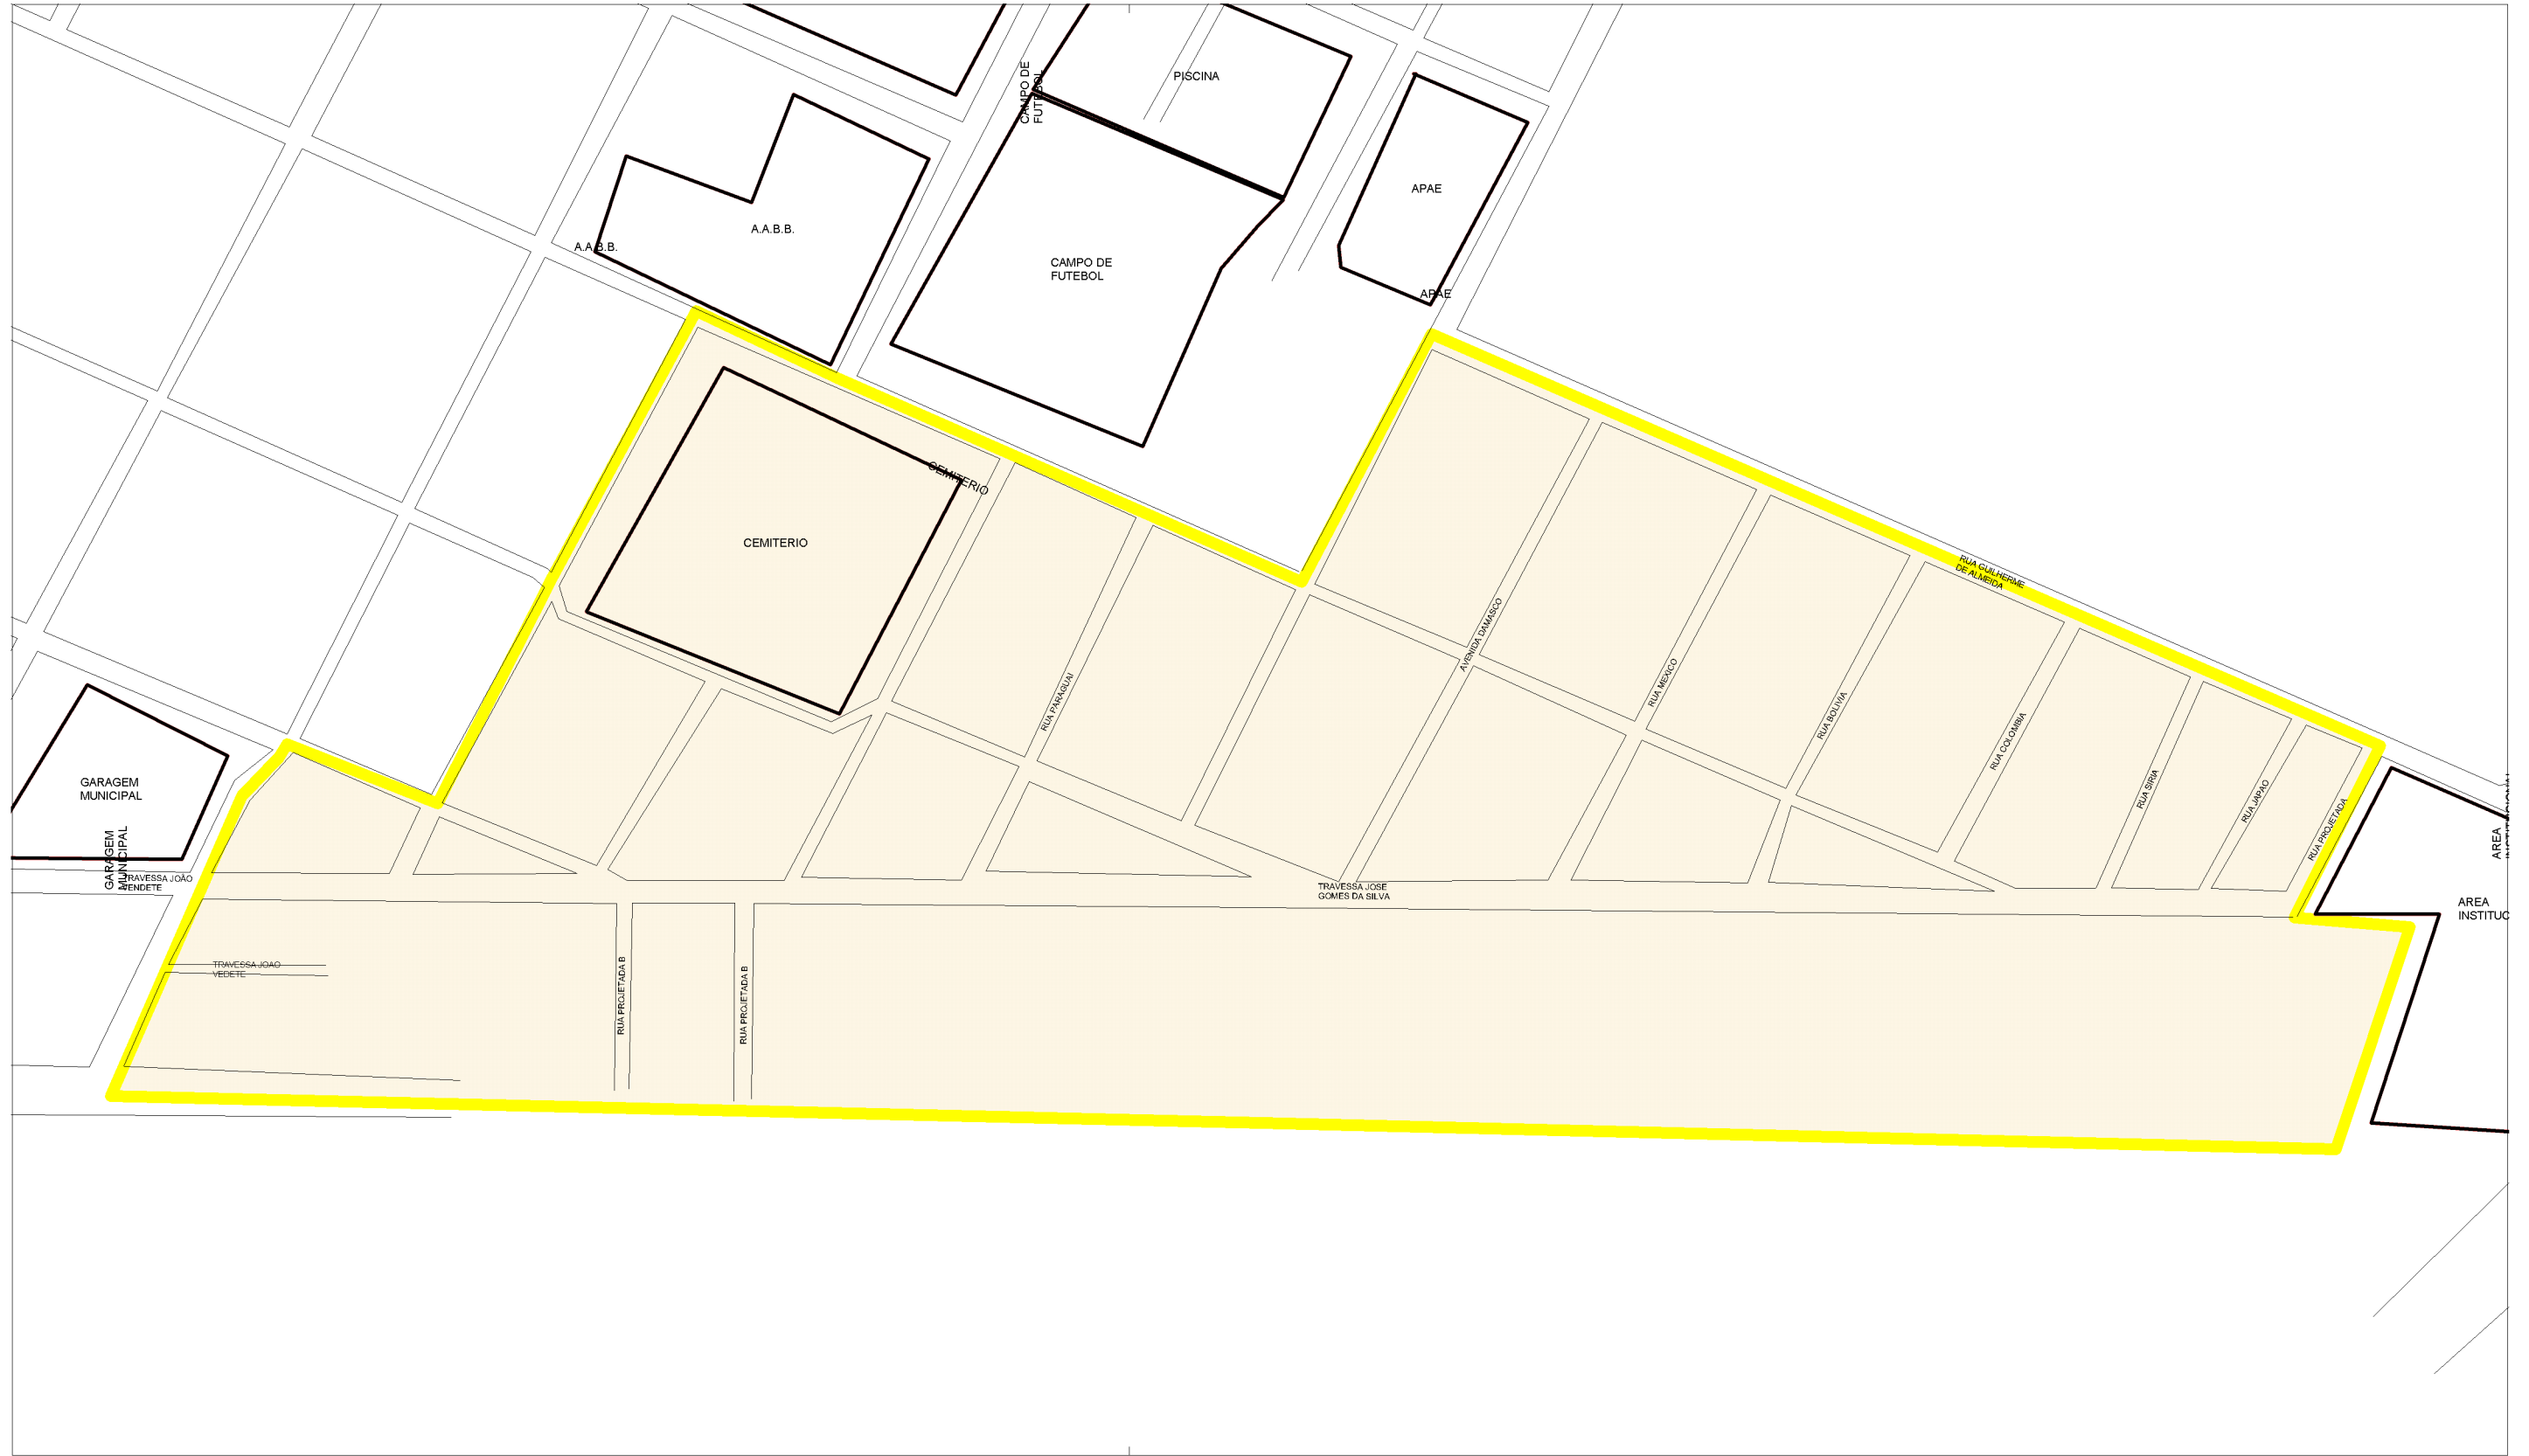 CAMPO DE
FUTEBOL
PISCINA
APAE
A.A.B.B.
A.A.B.B.
CAMPO DE
FUTEBOL
APAE
CEMITERIO
CEMITERIO
RUA GUILHERME
DE ALMEIDA
AVENIDA DAMASCO
RUA PARAGUAI
RUA MEXICO
RUA BOLIVIA
RUA COLOMBIA
RUA SIRIA
RUA JAPAO
RUA PROJETADA
GARAGEM
MUNICIPAL
GARAGEM
MUNICIPAL
TRAVESSA JOÃO
VENDETE
TRAVESSA JOSE
GOMES DA SILVA
AREA
AREA
INSTITUC
TRAVESSA JOAO
VEDETE
RUA PROJETADA B
RUA PROJETADA B